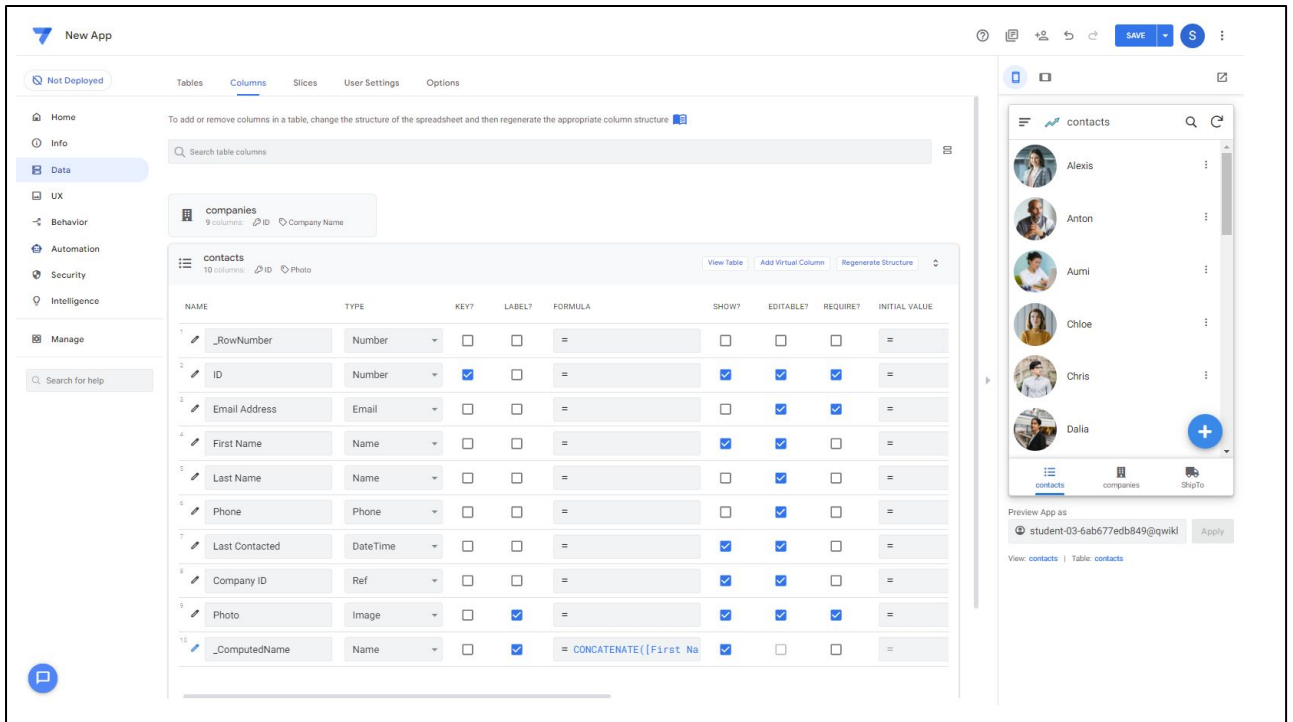 New App
SAVE
S
Not Deployed
Tables Columns Slices User Settings Options
Home
Info
Data
UX
Behavior
Automation
Security
Intelligence
Manage
Search for help
To add or remove columns in a table, change the structure of the spreadsheet and then regenerate the appropriate column structure
Search table columns
companies
9 columns: ID Company Name
contacts
10 columns: ID Photo
View Table Add Virtual Column Regenerate Structure
NAME TYPE KEY? LABEL? FORMULA SHOW? EDITABLE? REQUIRE? INITIAL VALUE
1 _RowNumber Number = =
2 ID Number = =
3 Email Address Email = =
4 First Name Name = =
5 Last Name Name = =
6 Phone Phone = =
7 Last Contacted DateTime = =
8 Company ID Ref = =
9 Photo Image = =
10 _ComputedName Name = CONCATENATE([First Na =
contacts
Alexis
Anton
Aumi
Chloe
Chris
Dalia
contacts companies ShipTo
Preview App as
student-03-6ab677edb849@qwikl Apply
View: contacts | Table: contacts